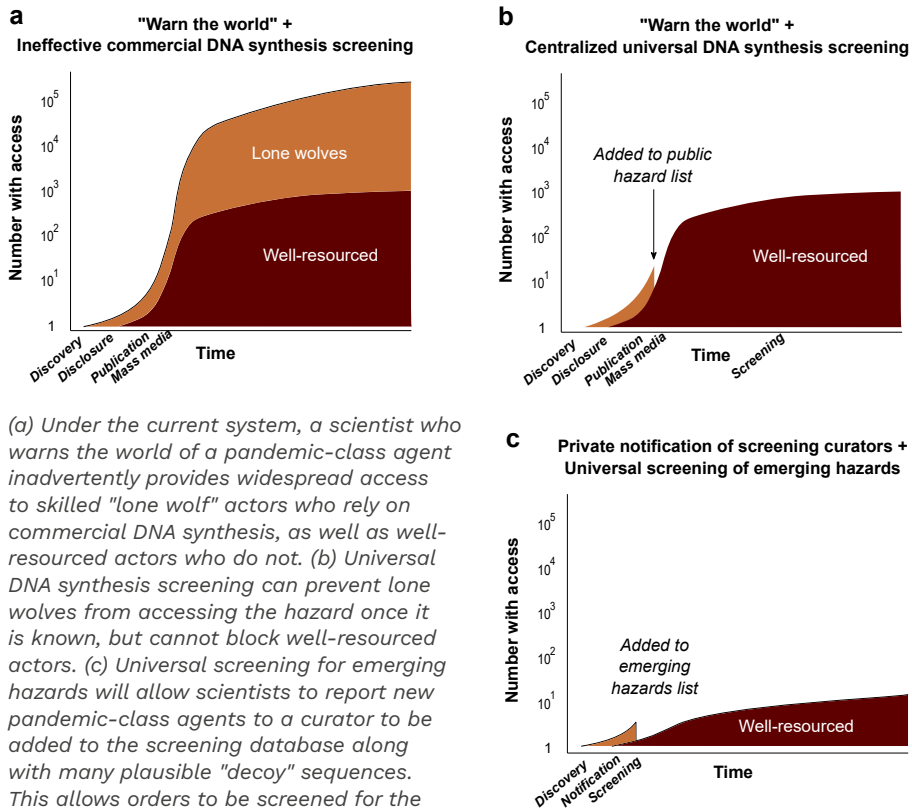 a
"Warn the world" +
Ineffective commercial DNA synthesis screening
Number with access
10⁵
10⁴
10³
10²
10¹
1
Lone wolves
Well-resourced
Discovery
Disclosure
Publication
Mass media
Time
b
"Warn the world" +
Centralized universal DNA synthesis screening
Number with access
10⁵
10⁴
10³
10²
10¹
1
Added to public
hazard list
Well-resourced
Discovery
Disclosure
Publication
Mass media
Time
Screening
(a) Under the current system, a scientist who
warns the world of a pandemic-class agent
inadvertently provides widespread access
to skilled "lone wolf" actors who rely on
commercial DNA synthesis, as well as well-
resourced actors who do not. (b) Universal
DNA synthesis screening can prevent lone
wolves from accessing the hazard once it
is known, but cannot block well-resourced
actors. (c) Universal screening for emerging
hazards will allow scientists to report new
pandemic-class agents to a curator to be
added to the screening database along
with many plausible "decoy" sequences.
This allows orders to be screened for the
c
Private notification of screening curators +
Universal screening of emerging hazards
Number with access
10⁵
10⁴
10³
10²
10¹
1
Added to
emerging
hazards list
Well-resourced
Discovery
Notification
Screening
Time